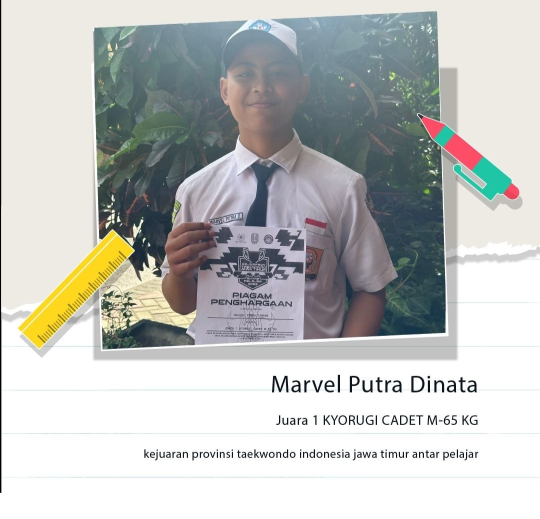 PIAGAM
PENGHARGAAN
Marvel Putra Dinata
Juara 1 KYORUGI CADET M-65 KG
kejuaran provinsi taekwondo indonesia jawa timur antar pelajar